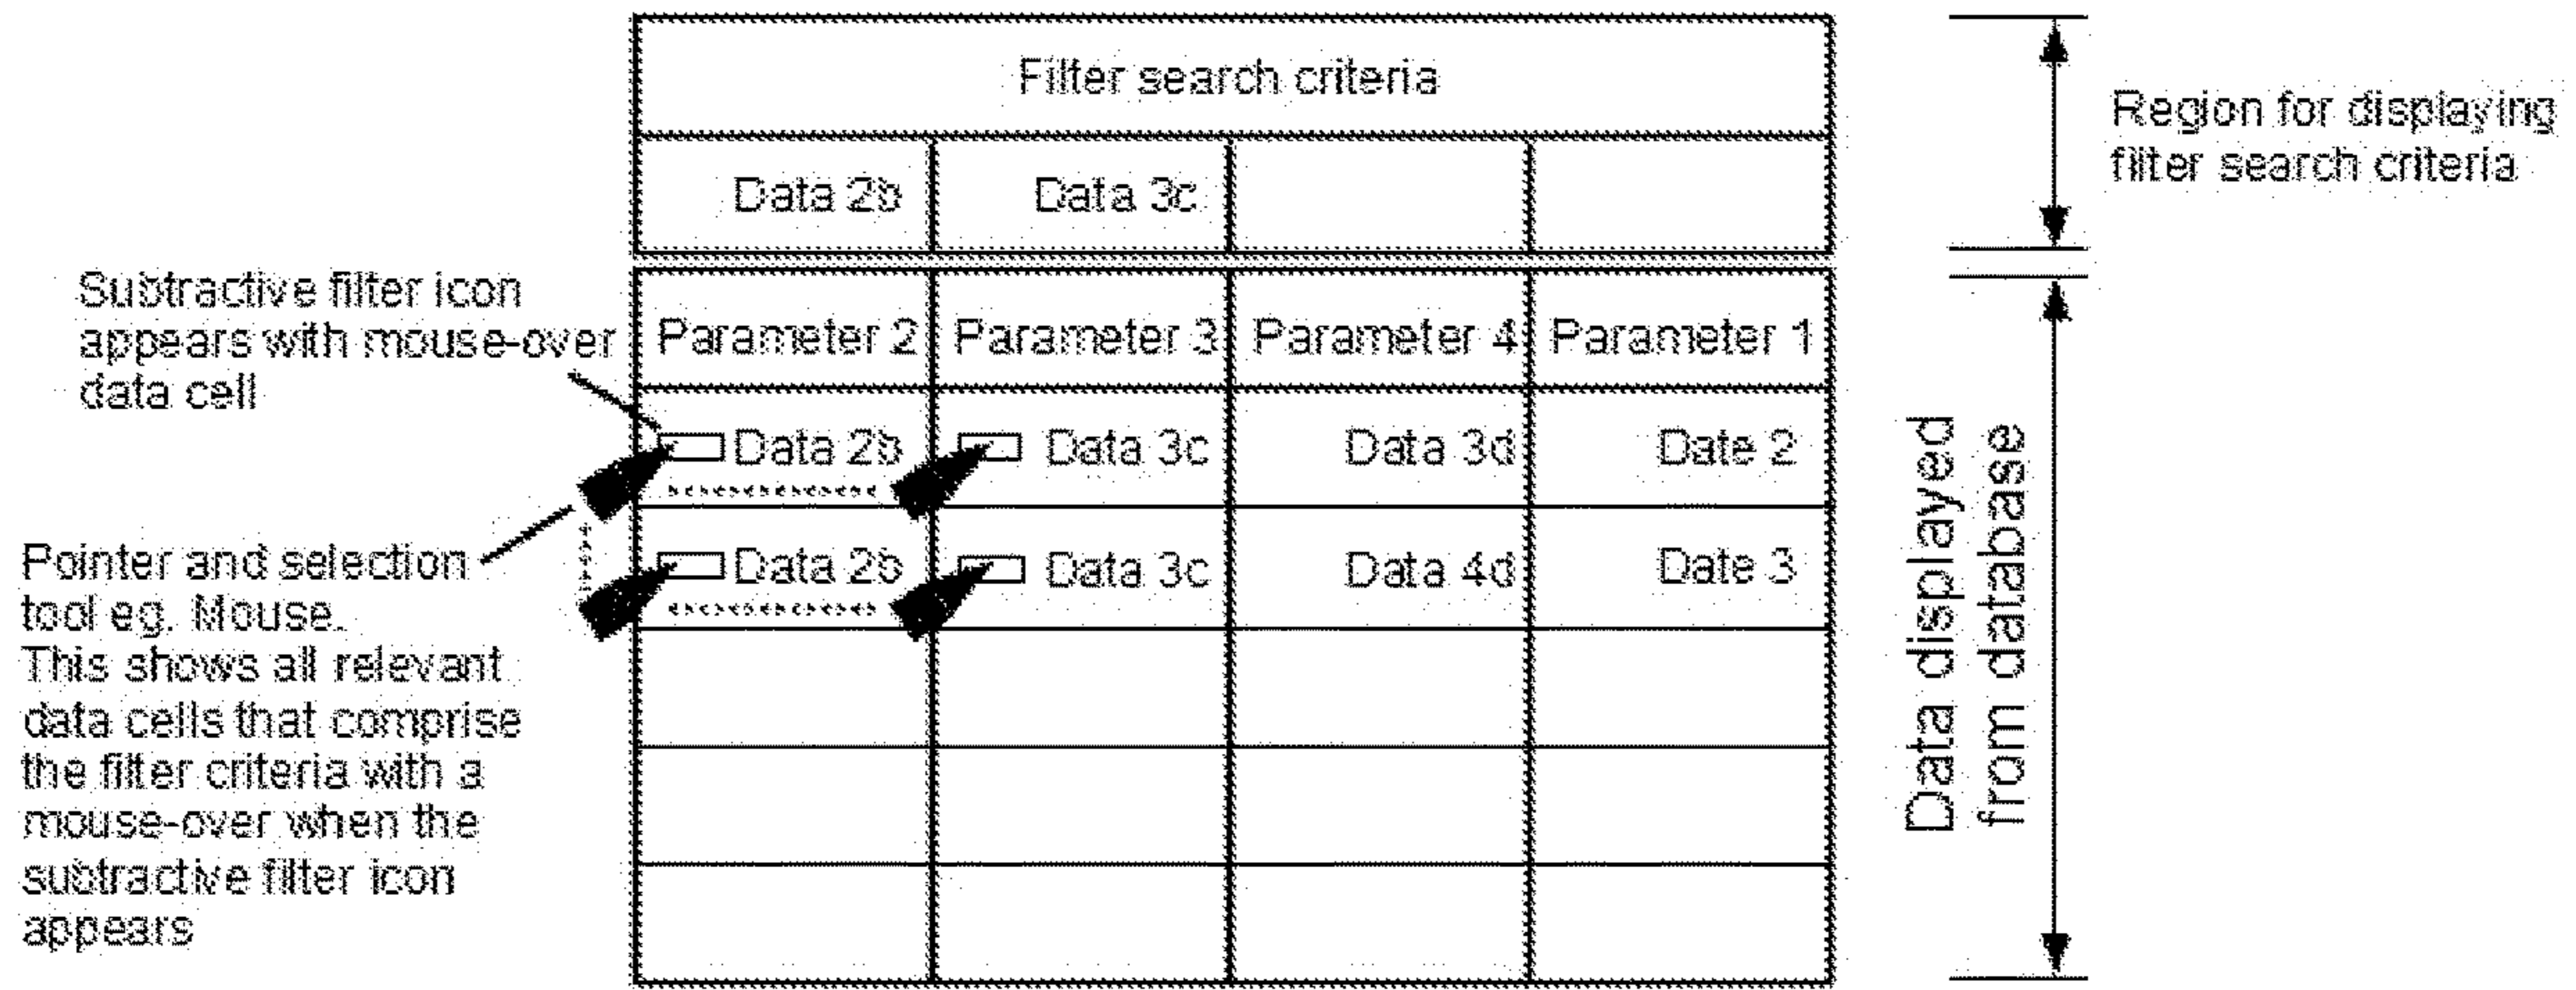 Filter search criteria
Data 2b Data 3c
Region for displaying
filter search criteria
Subtractive filter icon
appears with mouse-over
data cell
Parameter 2 Parameter 3 Parameter 4 Parameter 1
Data 2b Data 3c Data 3d Date 2
Data 2b Data 3c Data 4d Date 3
Pointer and selection
tool eg. Mouse.
This shows all relevant
data cells that comprise
the filter criteria with a
mouse-over when the
subtractive filter icon
appears
Data displayed
from database